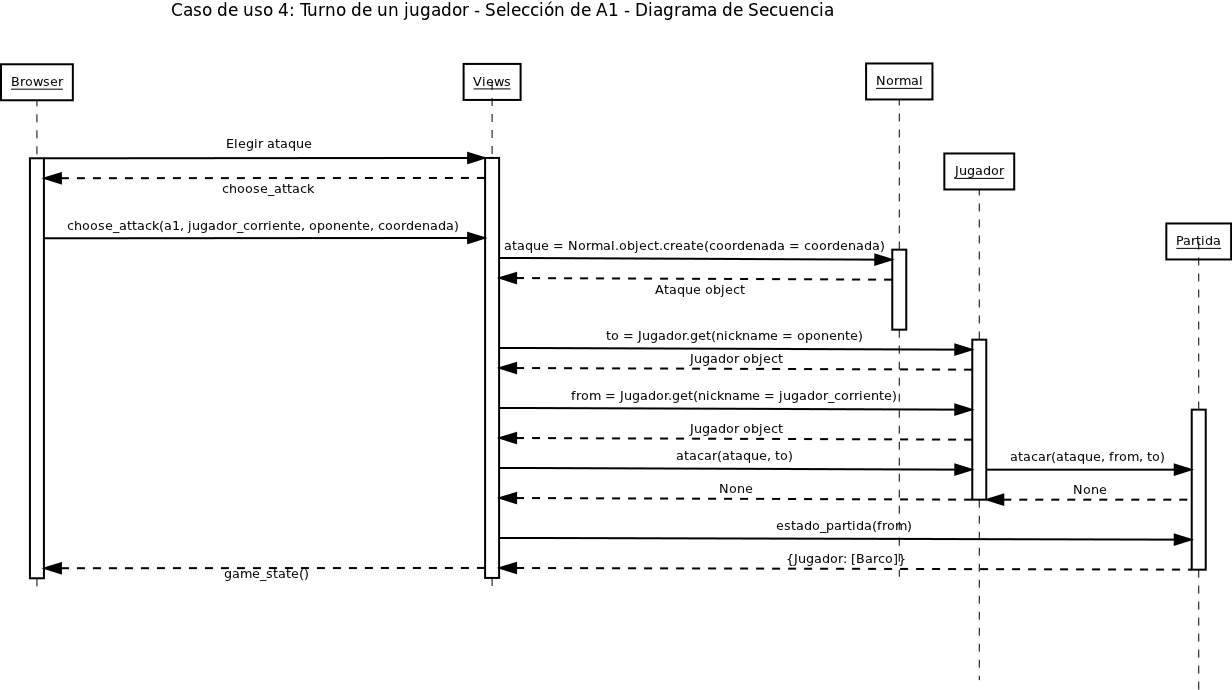 Caso de uso 4: Turno de un jugador - Selección de A1 - Diagrama de Secuencia
Browser
Views
Normal
Jugador
Partida
Elegir ataque
choose_attack
choose_attack(a1, jugador_corriente, oponente, coordenada)
ataque = Normal.object.create(coordenada = coordenada)
Ataque object
to = Jugador.get(nickname = oponente)
Jugador object
from = Jugador.get(nickname = jugador_corriente)
Jugador object
atacar(ataque, to)
atacar(ataque, from, to)
None
None
estado_partida(from)
{Jugador: [Barco]}
game_state()